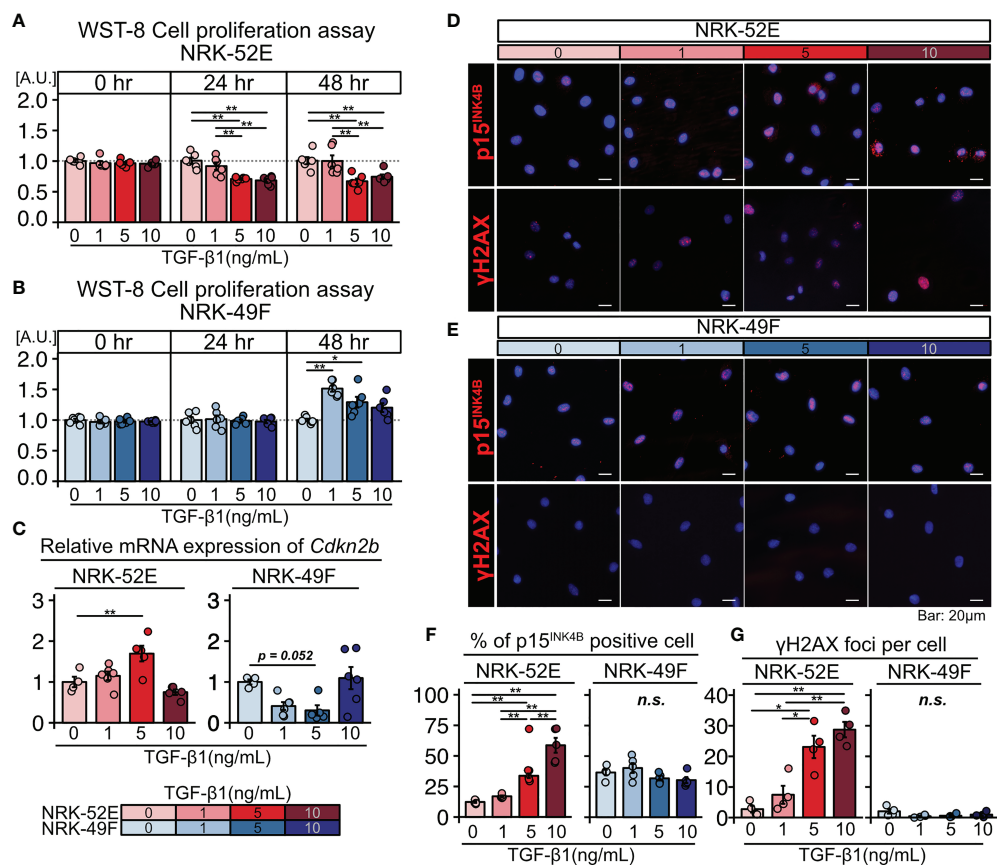 A
WST-8 Cell proliferation assay
NRK-52E
[A.U.]
0 hr 24 hr 48 hr
2.0
1.5
1.0
0.5
0.0
** ** ** **
** ** ** **
0 1 5 10 0 1 5 10 0 1 5 10
TGF-β1(ng/mL)
B
WST-8 Cell proliferation assay
NRK-49F
[A.U.]
0 hr 24 hr 48 hr
2.0
1.5
1.0
0.5
0.0
*
**
0 1 5 10 0 1 5 10 0 1 5 10
TGF-β1(ng/mL)
C
Relative mRNA expression of Cdkn2b
NRK-52E NRK-49F
3 3
2 2
1 1
0 0
**
p = 0.052
0 1 5 10 0 1 5 10
TGF-β1(ng/mL)
TGF-β1(ng/mL)
NRK-52E 0 1 5 10
NRK-49F 0 1 5 10
D
NRK-52E
0 1 5 10
p15INK4B
γH2AX
E
NRK-49F
0 1 5 10
p15INK4B
γH2AX
Bar: 20μm
F
% of p15INK4B positive cell
NRK-52E NRK-49F
100
75
50
25
0
**
**
**
** **
n.s.
0 1 5 10 0 1 5 10
TGF-β1(ng/mL)
G
γH2AX foci per cell
NRK-52E NRK-49F
40
30
20
10
0
**
**
*
*
n.s.
0 1 5 10 0 1 5 10
TGF-β1(ng/mL)